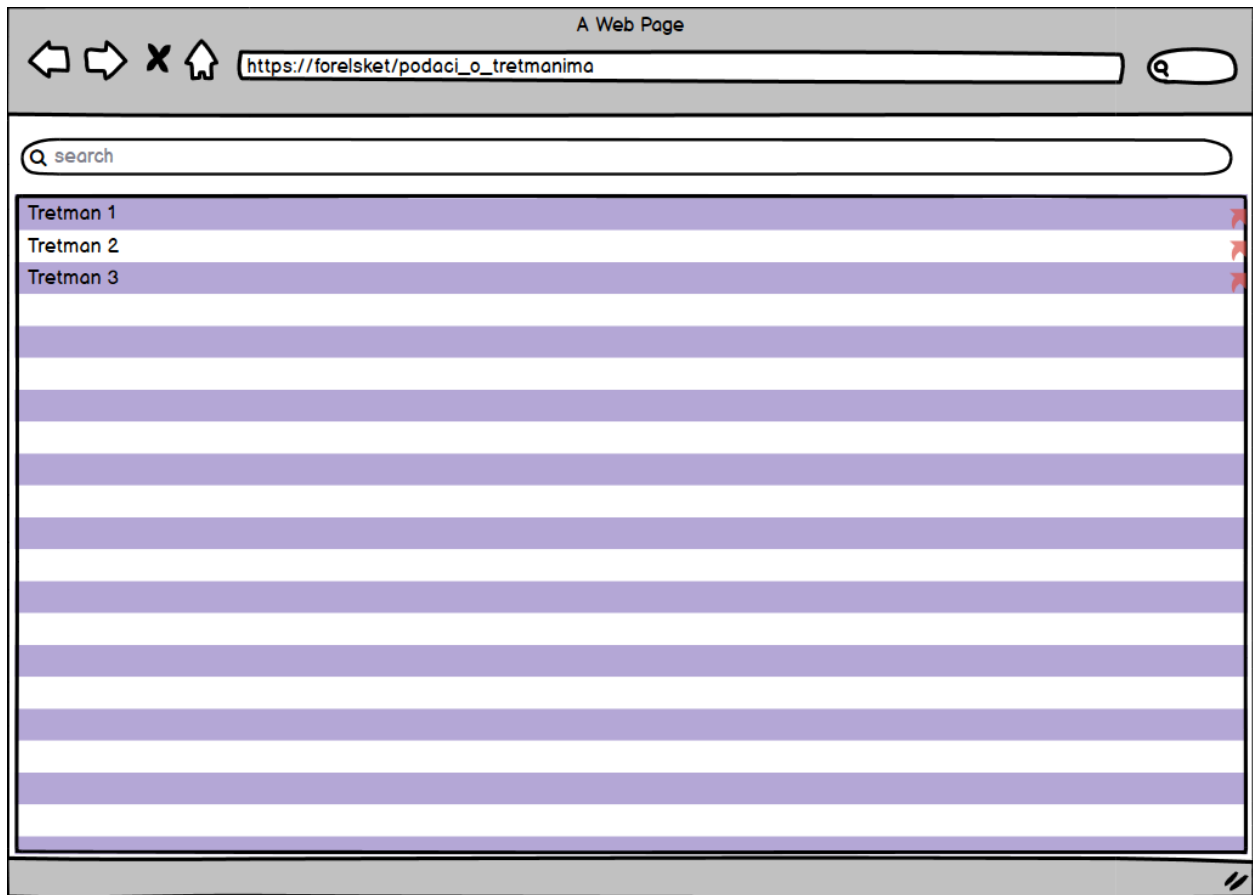 A Web Page
https://forelsket/podaci_o_tretmanima
search
Tretman 1
Tretman 2
Tretman 3